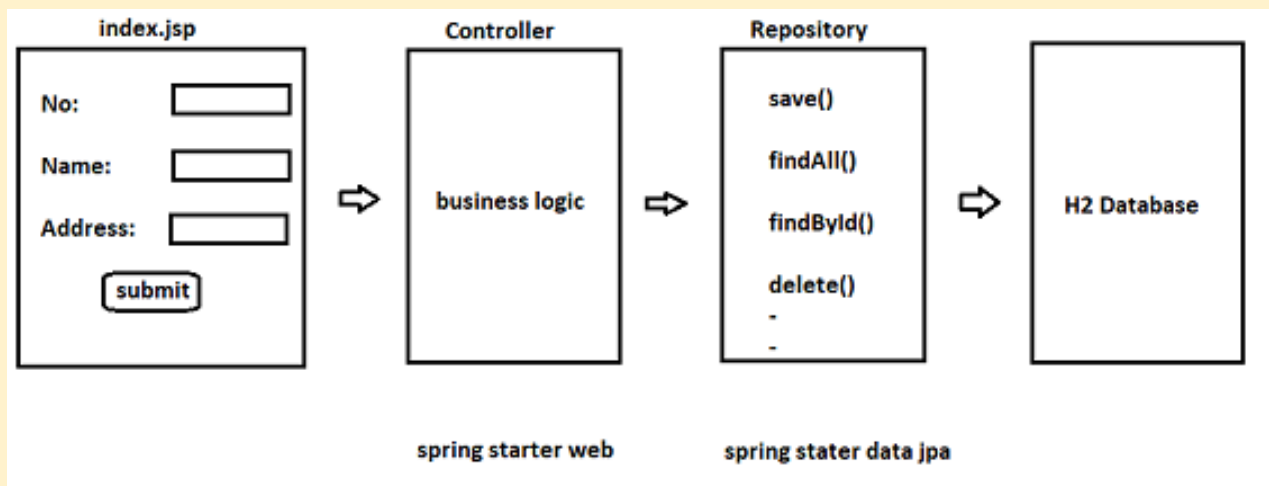 index.jsp
No:
Name:
Address:
submit
Controller
business logic
spring starter web
Repository
save()
findAll()
findById()
delete()
-
-
spring stater data jpa
H2 Database